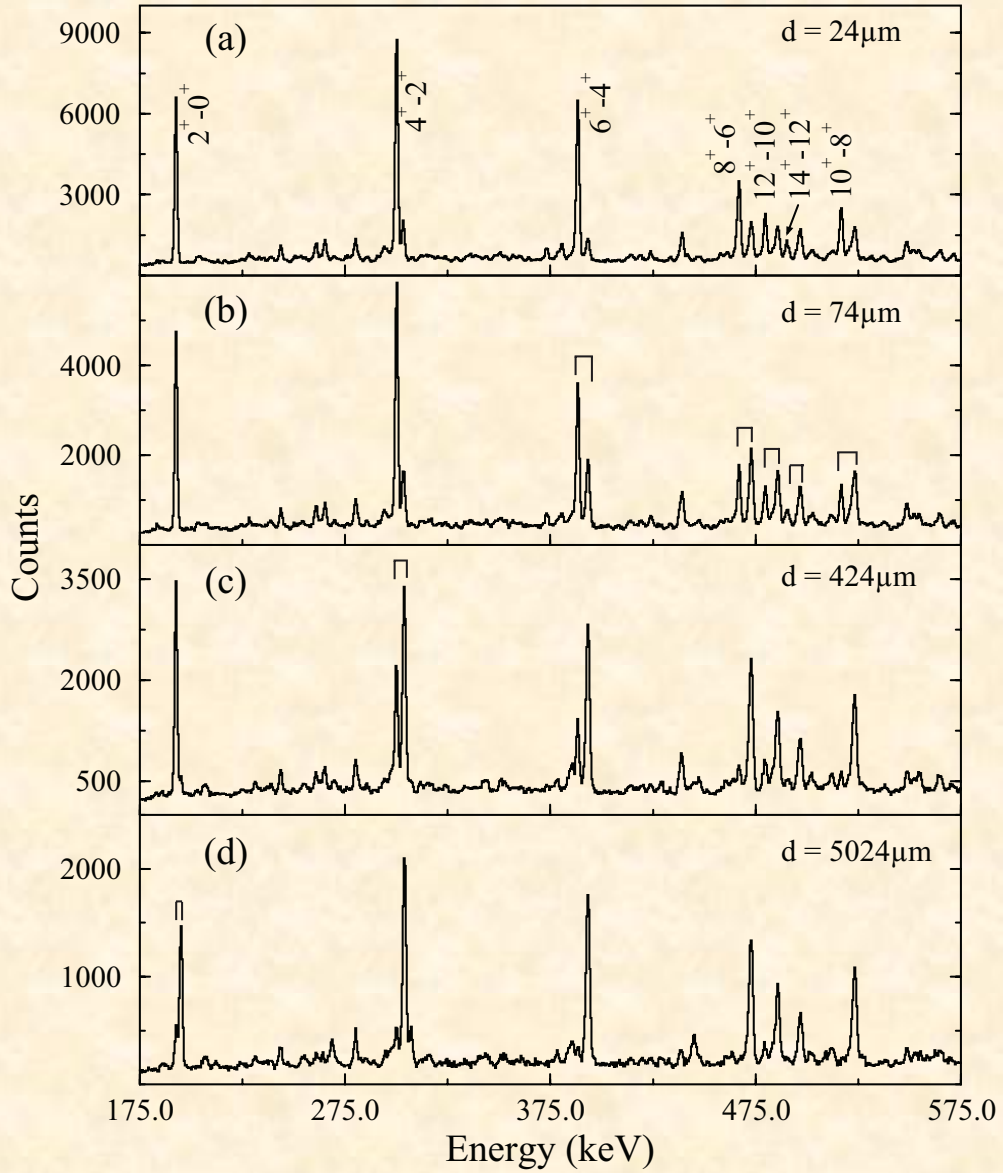 Counts
9000
6000
3000
(a)
d = 24µm
2⁺-0⁺
4⁺-2⁺
6⁺-4⁺
8⁺-6⁺
12⁺-10⁺
14⁺-12⁺
10⁺-8⁺
4000
2000
(b)
d = 74µm
3500
2000
500
(c)
d = 424µm
2000
1000
(d)
d = 5024µm
175.0 275.0 375.0 475.0 575.0
Energy (keV)